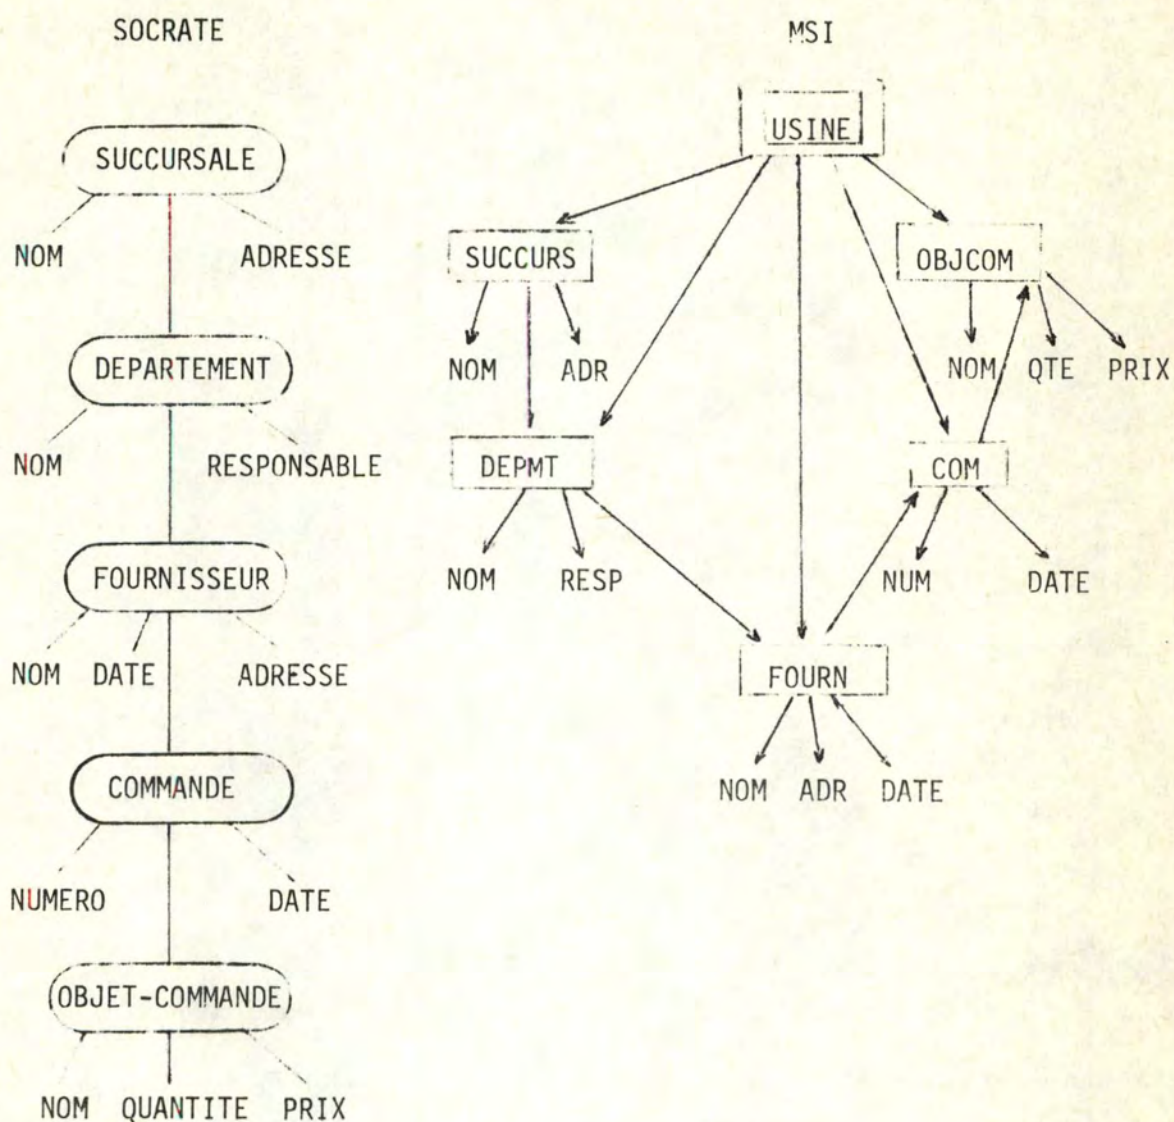 SOCRATE
SUCCURSALE
NOM ADRESSE
DEPARTEMENT
NOM RESPONSABLE
FOURNISSEUR
NOM DATE ADRESSE
COMMANDE
NUMERO DATE
OBJET-COMMANDE
NOM QUANTITE PRIX
MSI
USINE
SUCCURS OBJCOM
NOM ADR NOM QTE PRIX
DEPMT COM
NOM RESP NUM DATE
FOURN
NOM ADR DATE